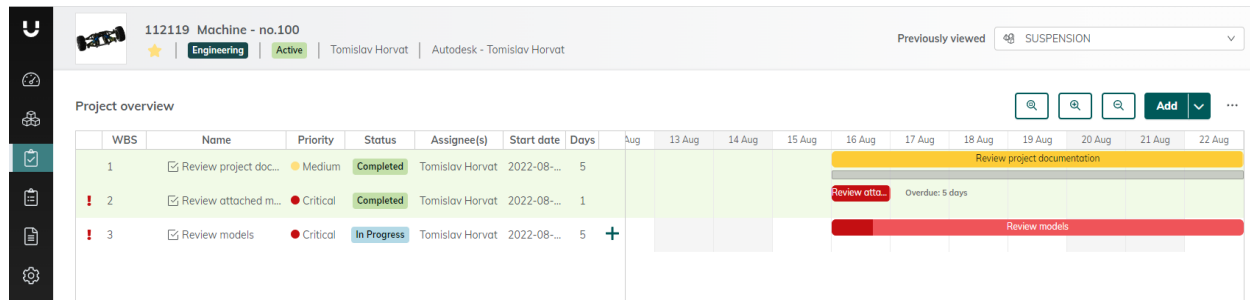 112119 Machine - no.100
Engineering Active Tomislav Horvat Autodesk - Tomislav Horvat
Previously viewed SUSPENSION
Project overview
Add
WBS Name Priority Status Assignee(s) Start date Days Aug 13 Aug 14 Aug 15 Aug 16 Aug 17 Aug 18 Aug 19 Aug 20 Aug 21 Aug 22 Aug
1 Review project doc... Medium Completed Tomislav Horvat 2022-08-... 5 Review project documentation
! 2 Review attached m... Critical Completed Tomislav Horvat 2022-08-... 1 Review atta... Overdue: 5 days
! 3 Review models Critical In Progress Tomislav Horvat 2022-08-... 5 + Review models